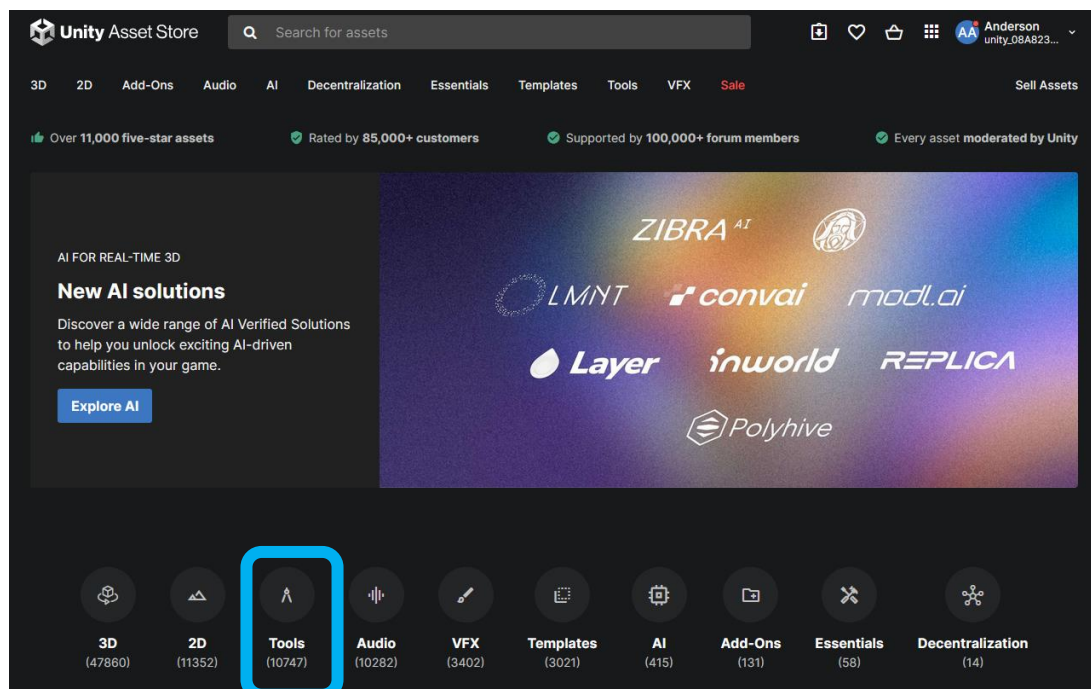 Unity Asset Store
Search for assets
AA
Anderson
unity_08A823...
3D 2D Add-Ons Audio AI Decentralization Essentials Templates Tools VFX Sale Sell Assets
Over 11,000 five-star assets Rated by 85,000+ customers Supported by 100,000+ forum members Every asset moderated by Unity
AI FOR REAL-TIME 3D
New AI solutions
Discover a wide range of AI Verified Solutions
to help you unlock exciting AI-driven
capabilities in your game.
Explore AI
ZIBRA AI
LMNT convai modl.ai
Layer inworld REPLICA
Polyhive
3D 2D Tools Audio VFX Templates AI Add-Ons Essentials Decentralization
(47860) (11352) (10747) (10282) (3402) (3021) (415) (131) (58) (14)